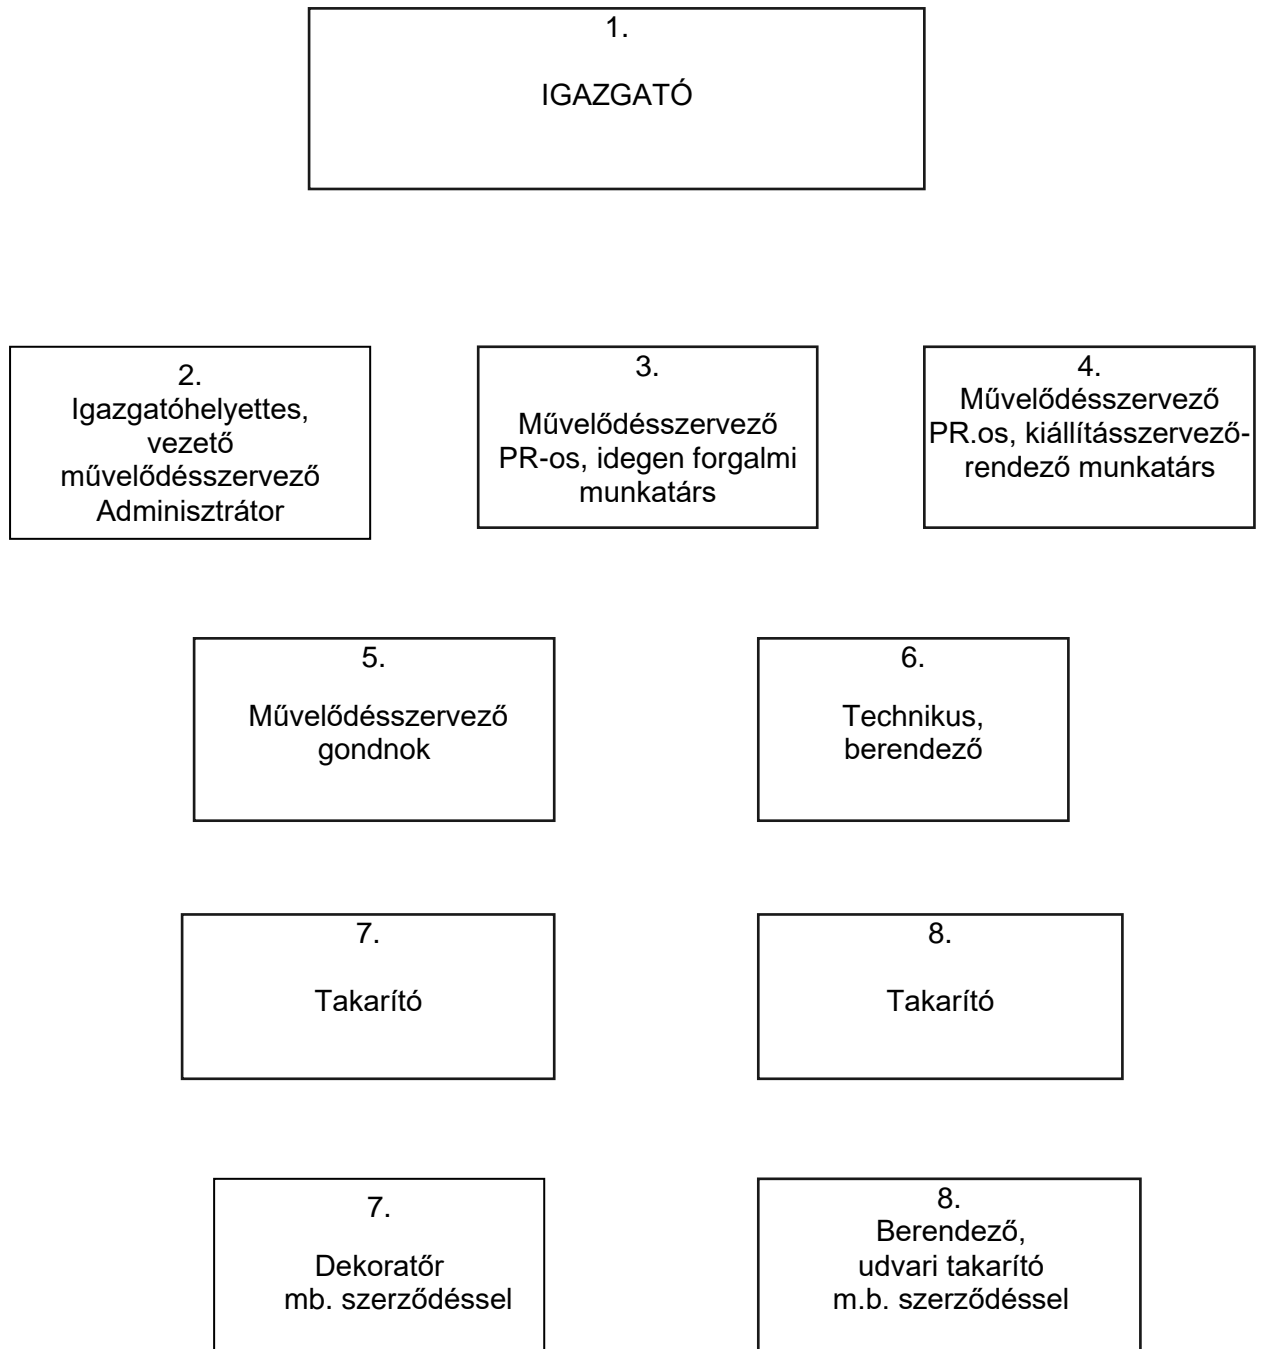 1.
IGAZGATÓ
2.
Igazgatóhelyettes,
vezető
művelődésszervező
Adminisztrátor
3.
Művelődésszervező
PR-os, idegen forgalmi
munkatárs
4.
Művelődésszervező
PR.os, kiállításszervező-
rendező munkatárs
5.
Művelődésszervező
gondnok
6.
Technikus,
berendező
7.
Takarító
8.
Takarító
7.
Dekoratőr
mb. szerződéssel
8.
Berendező,
udvari takarító
m.b. szerződéssel